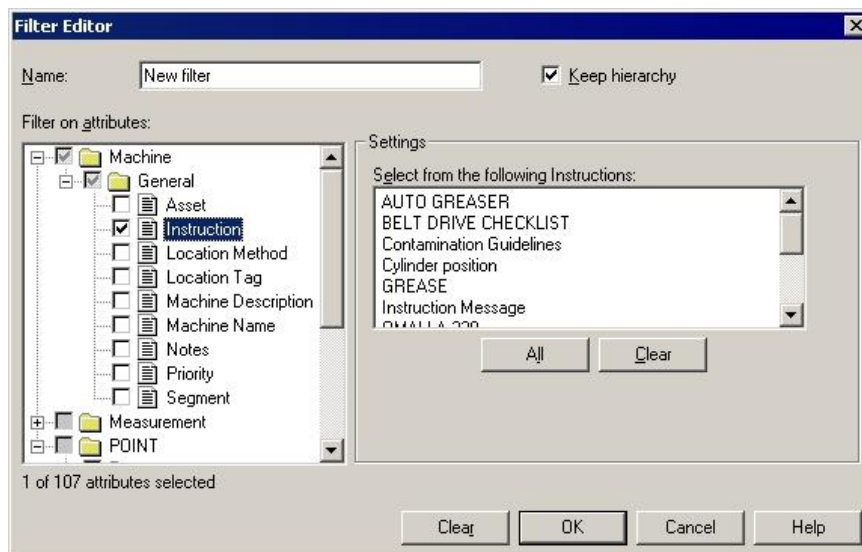 Filter Editor
Name: New filter Keep hierarchy
Filter on attributes:
Machine
General
Asset
Instruction
Location Method
Location Tag
Machine Description
Machine Name
Notes
Priority
Segment
Measurement
POINT
1 of 107 attributes selected
Settings
Select from the following Instructions:
AUTO GREASER
BELT DRIVE CHECKLIST
Contamination Guidelines
Cylinder position
GREASE
Instruction Message
All Clear
Clear OK Cancel Help